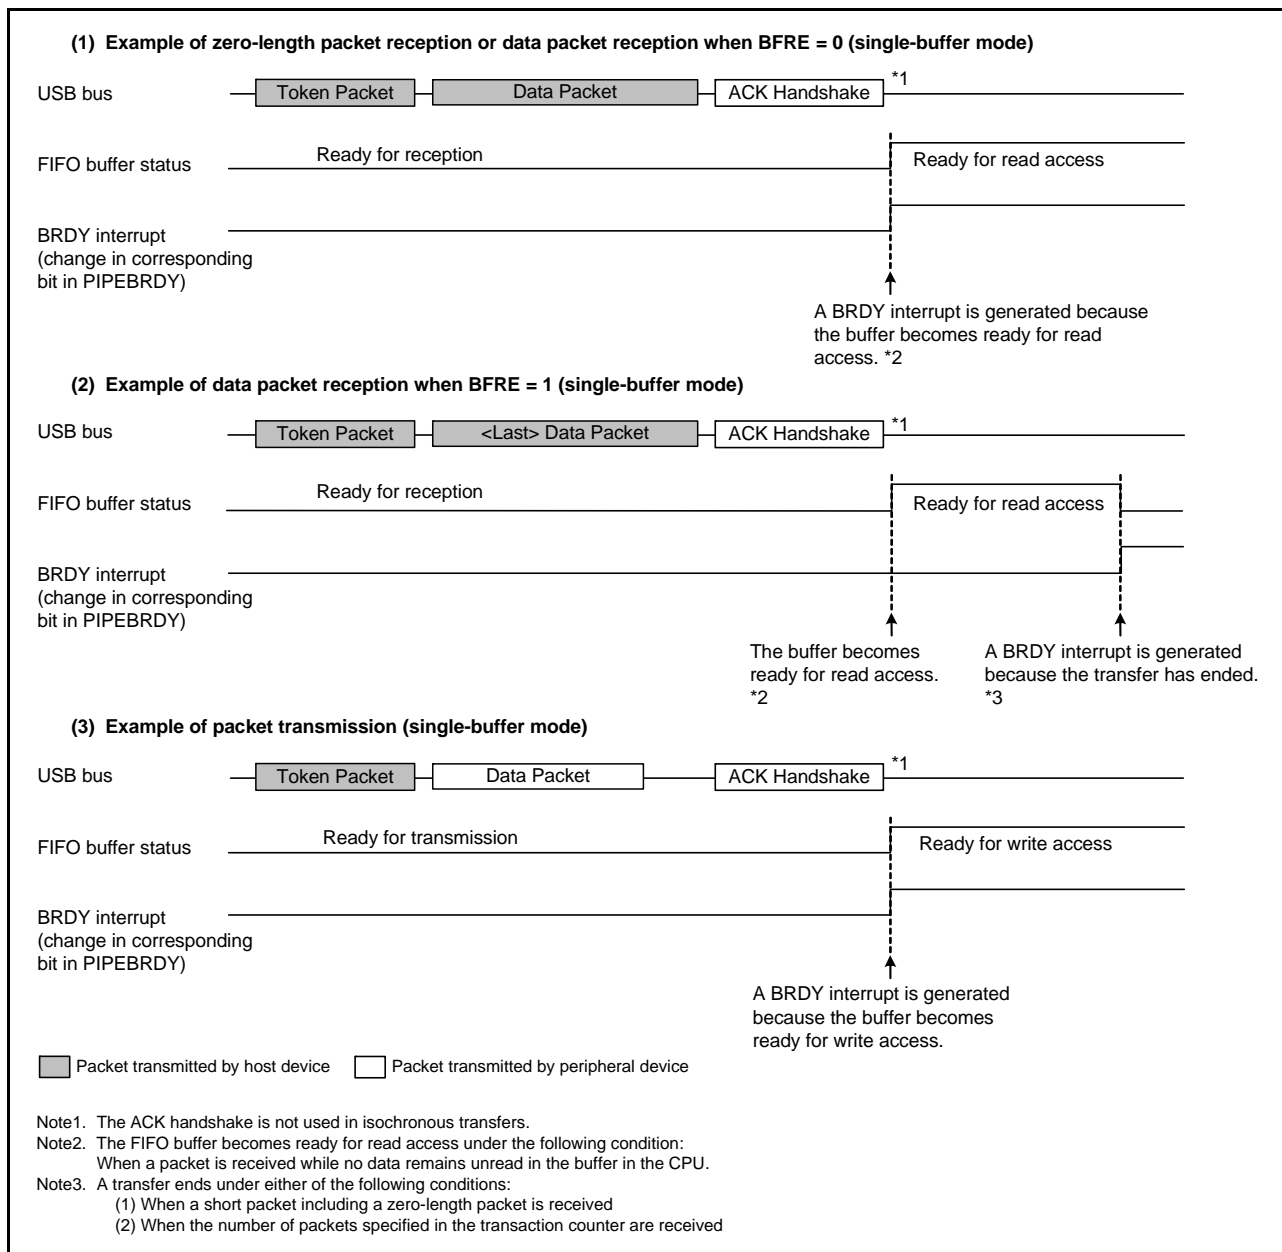 (1) Example of zero-length packet reception or data packet reception when BFRE = 0 (single-buffer mode)
USB bus
Token Packet
Data Packet
ACK Handshake
*1
FIFO buffer status
Ready for reception
Ready for read access
BRDY interrupt
(change in corresponding
bit in PIPEBRDY)
A BRDY interrupt is generated because
the buffer becomes ready for read
access. *2
(2) Example of data packet reception when BFRE = 1 (single-buffer mode)
USB bus
Token Packet
<Last> Data Packet
ACK Handshake
*1
FIFO buffer status
Ready for reception
Ready for read access
BRDY interrupt
(change in corresponding
bit in PIPEBRDY)
The buffer becomes
ready for read access.
*2
A BRDY interrupt is generated
because the transfer has ended.
*3
(3) Example of packet transmission (single-buffer mode)
USB bus
Token Packet
Data Packet
ACK Handshake
*1
FIFO buffer status
Ready for transmission
Ready for write access
BRDY interrupt
(change in corresponding
bit in PIPEBRDY)
A BRDY interrupt is generated
because the buffer becomes
ready for write access.
Packet transmitted by host device
Packet transmitted by peripheral device
Note1. The ACK handshake is not used in isochronous transfers.
Note2. The FIFO buffer becomes ready for read access under the following condition:
When a packet is received while no data remains unread in the buffer in the CPU.
Note3. A transfer ends under either of the following conditions:
(1) When a short packet including a zero-length packet is received
(2) When the number of packets specified in the transaction counter are received